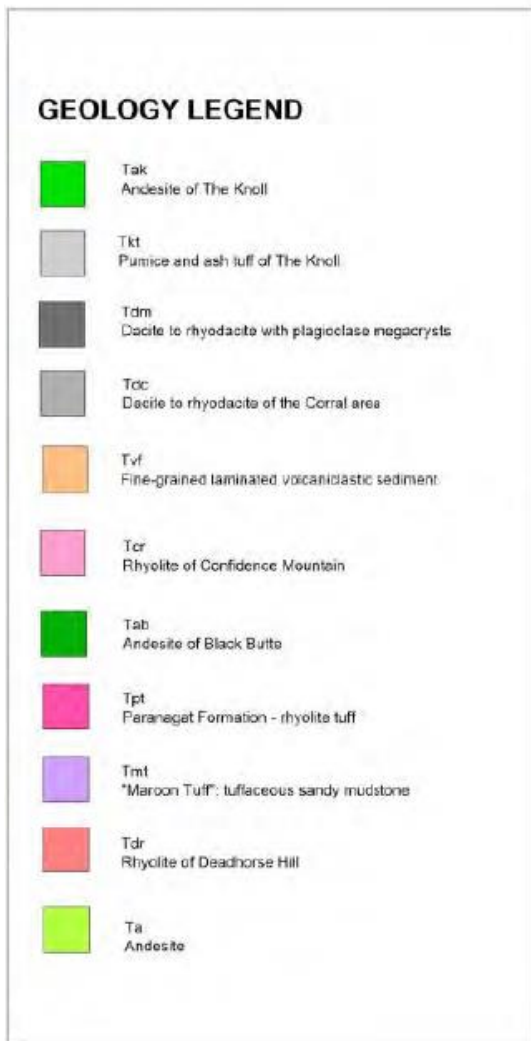 GEOLOGY LEGEND
Tak
Andesite of The Knoll
Tkt
Pumice and ash tuff of The Knoll
Tdm
Dacite to rhyodacite with plagioclase megacrysts
Tdc
Dacite to rhyodacite of the Corral area
Tvf
Fine-grained laminated volcaniclastic sediment
Tcr
Rhyolite of Confidence Mountain
Tab
Andesite of Black Butte
Tpt
Paranagat Formation - rhyolite tuff
Tmt
"Maroon Tuff": tuffaceous sandy mudstone
Tdr
Rhyolite of Deadhorse Hill
Ta
Andesite